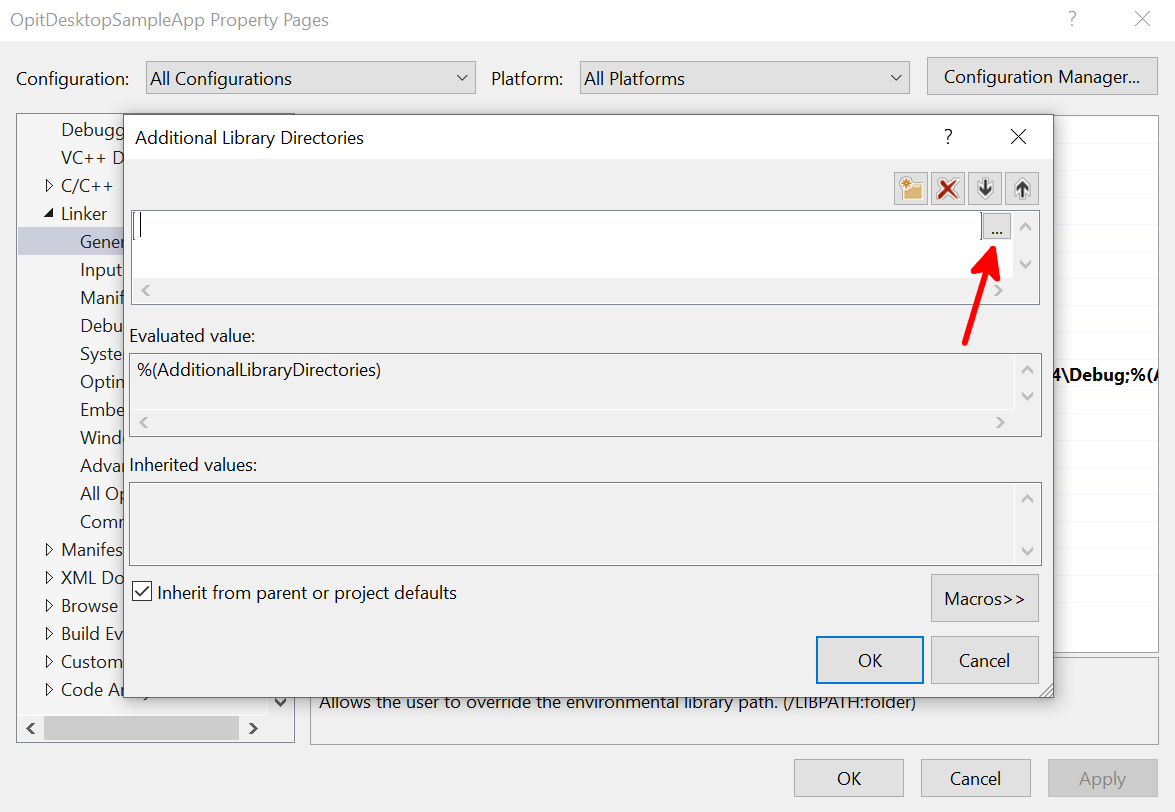 OpitDesktopSampleApp Property Pages
?
Configuration: All Configurations Platform: All Platforms Configuration Manager...
Additional Library Directories
?
...
Evaluated value:
%(AdditionalLibraryDirectories)
Inherited values:
Inherit from parent or project defaults
Macros>>
OK Cancel
Debugg
VC++ D
C/C++
Linker
Gener
Input
Manif
Debu
Syste
Optin
Embe
Wind
Advan
All Op
Comm
Manifes
XML Do
Browse
Build Ev
Custom
Code An
4\Debug;%(A
Allows the user to override the environmental library path. (/LIBPATH:folder)
OK Cancel Apply